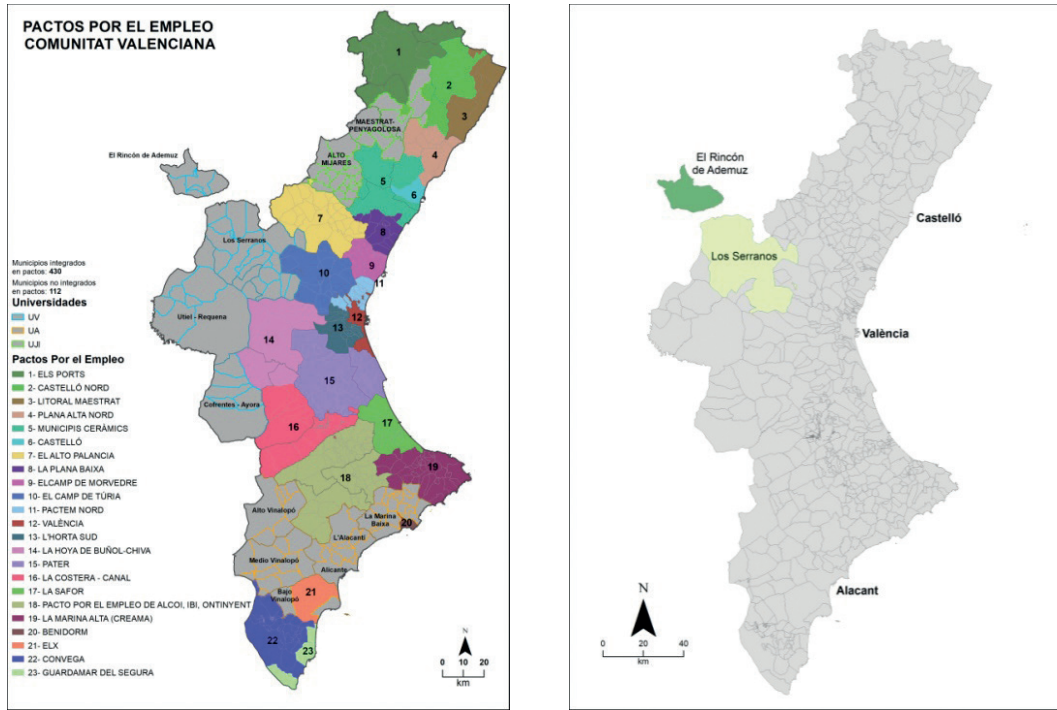 PACTOS POR EL EMPLEO
COMUNITAT VALENCIANA
1
2
3
MAESTRAT-
PENYAGOLOSA
4
El Rincón de Ademuz
ALTO
MIJARES
5
6
7
8
Los Serranos
9
10
11
Utiel - Requena
12
13
14
15
Cofrentes - Ayora
16
17
18
19
Alto Vinalopó
La Marina
Baixa
20
L'Alacantí
Medio Vinalopó
Alicante
Bajo
Vinalopó
21
22
23
Municipios integrados
en pactos: 430
Municipios no integrados
en pactos: 112
Universidades
UV
UA
UJI
Pactos Por el Empleo
1- ELS PORTS
2- CASTELLÓ NORD
3- LITORAL MAESTRAT
4- PLANA ALTA NORD
5- MUNICIPIS CERÀMICS
6- CASTELLÓ
7- EL ALTO PALANCIA
8- LA PLANA BAIXA
9- ELCAMP DE MORVEDRE
10- EL CAMP DE TÚRIA
11- PACTEM NORD
12- VALÈNCIA
13- L'HORTA SUD
14- LA HOYA DE BUÑOL-CHIVA
15- PATER
16- LA COSTERA - CANAL
17- LA SAFOR
18- PACTO POR EL EMPLEO DE ALCOI, IBI, ONTINYENT
19- LA MARINA ALTA (CREAMA)
20- BENIDORM
21- ELX
22- CONVEGA
23- GUARDAMAR DEL SEGURA
N
0 10 20
km
El Rincón
de Ademuz
Castelló
Los Serranos
València
Alacant
N
0 20 40
km